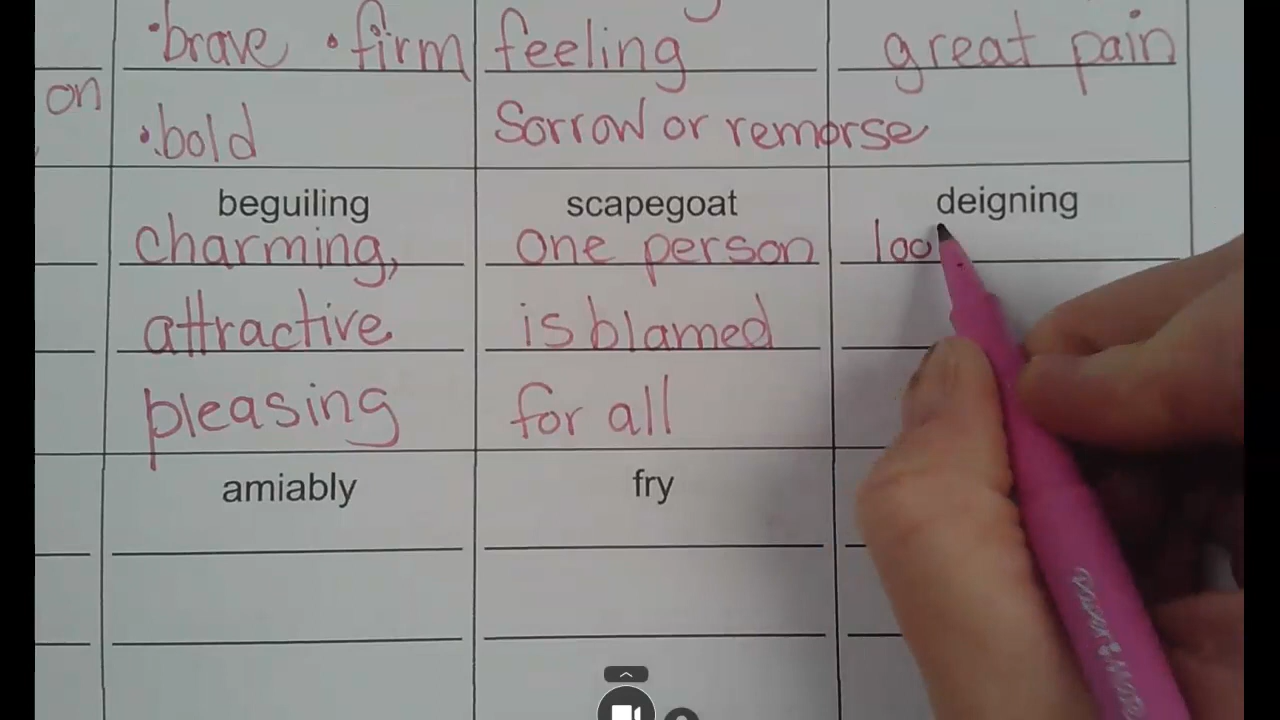 ·brave ·firm feeling great pain
on
·bold Sorrow or remorse
beguiling scapegoat deigning
charming, one person loo
attractive is blamed
pleasing for all
amiably fry